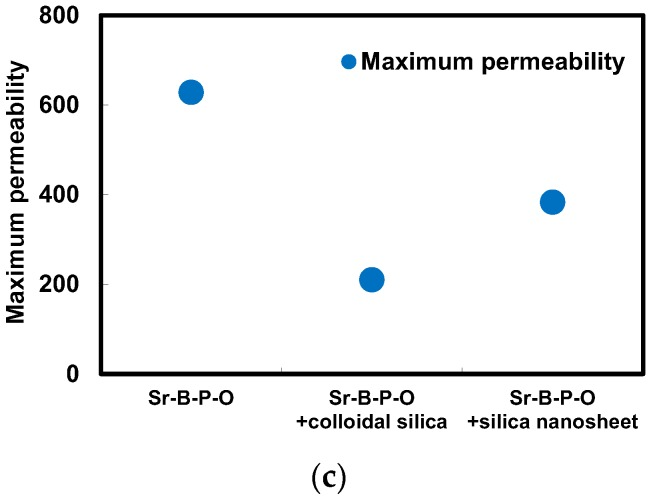 800
600
400
200
0
Maximum permeability
Maximum permeability
Sr-B-P-O
Sr-B-P-O
+colloidal silica
Sr-B-P-O
+silica nanosheet
(c)